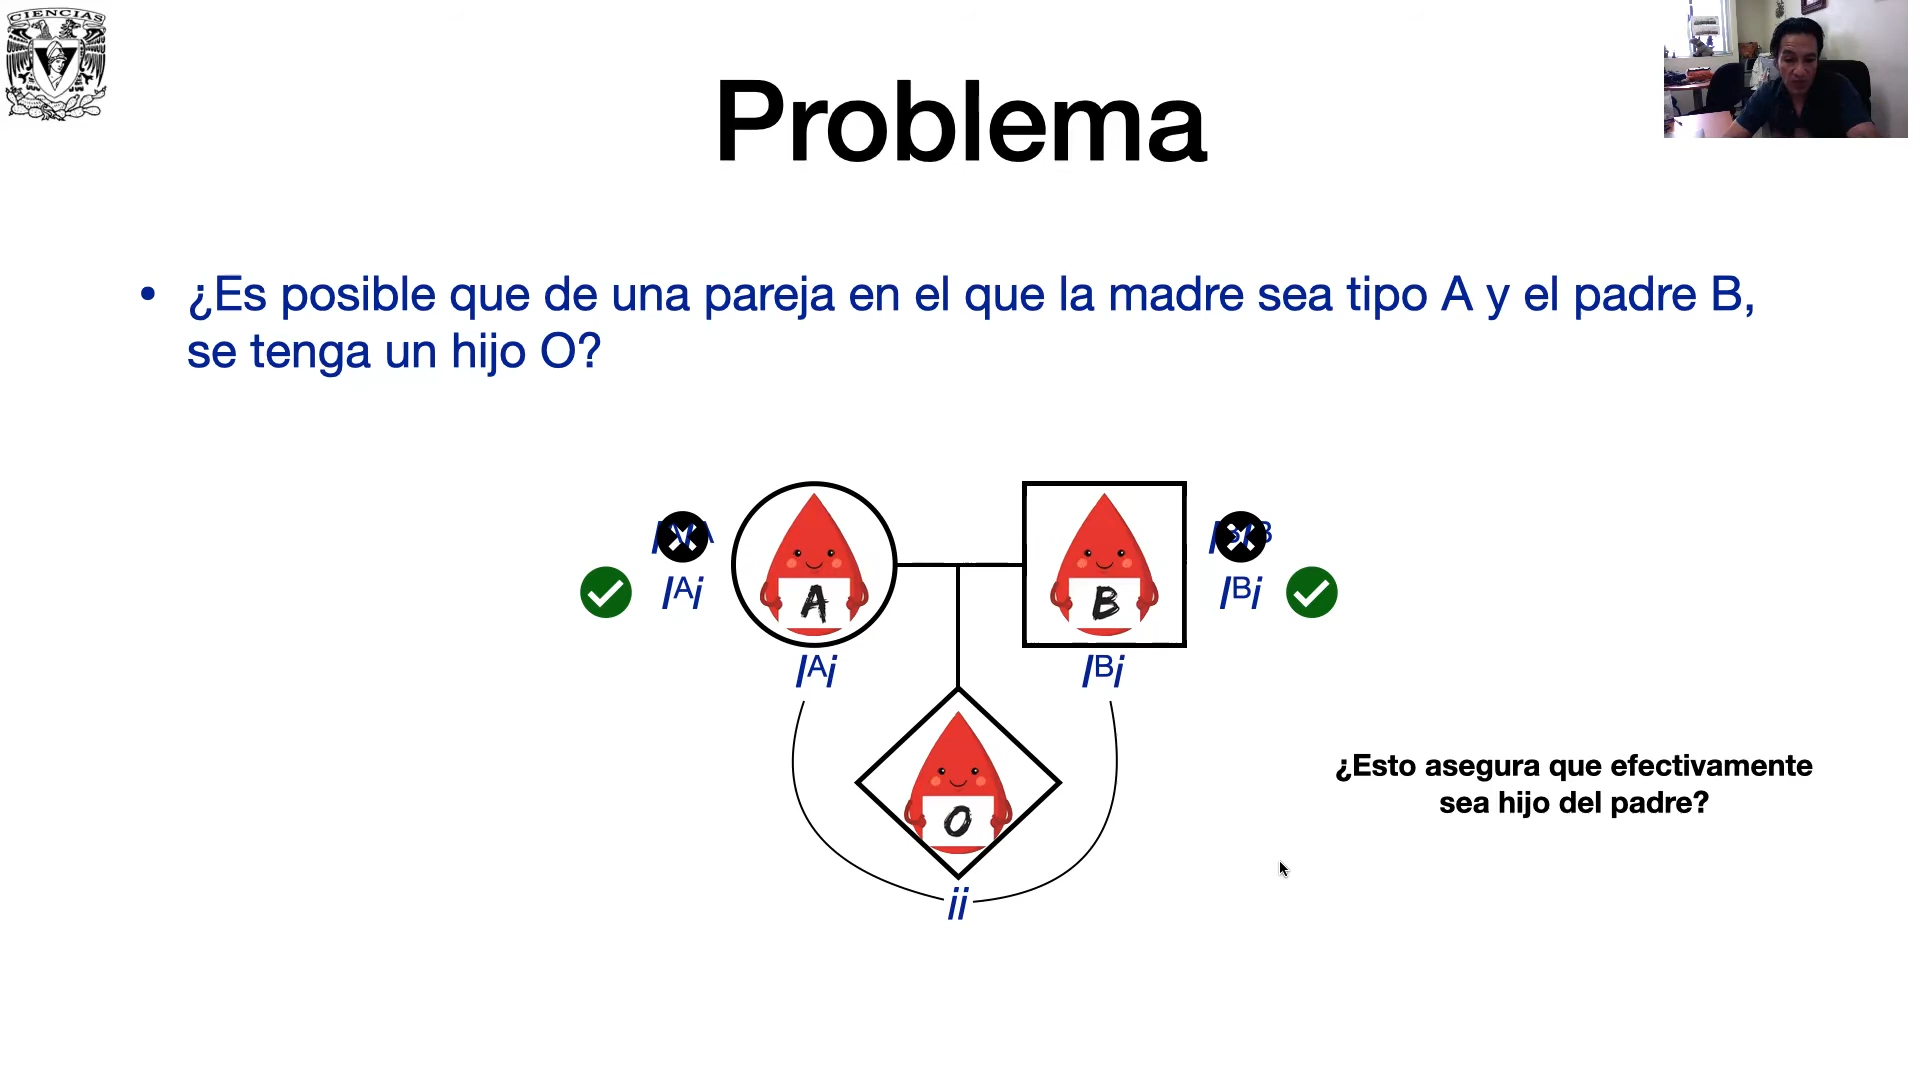 CIENCIAS
Problema
• ¿Es posible que de una pareja en el que la madre sea tipo A y el padre B,
se tenga un hijo O?
Iᴬi
A
B
Iᴮi
Iᴬi
Iᴮi
O
¿Esto asegura que efectivamente
sea hijo del padre?
ii